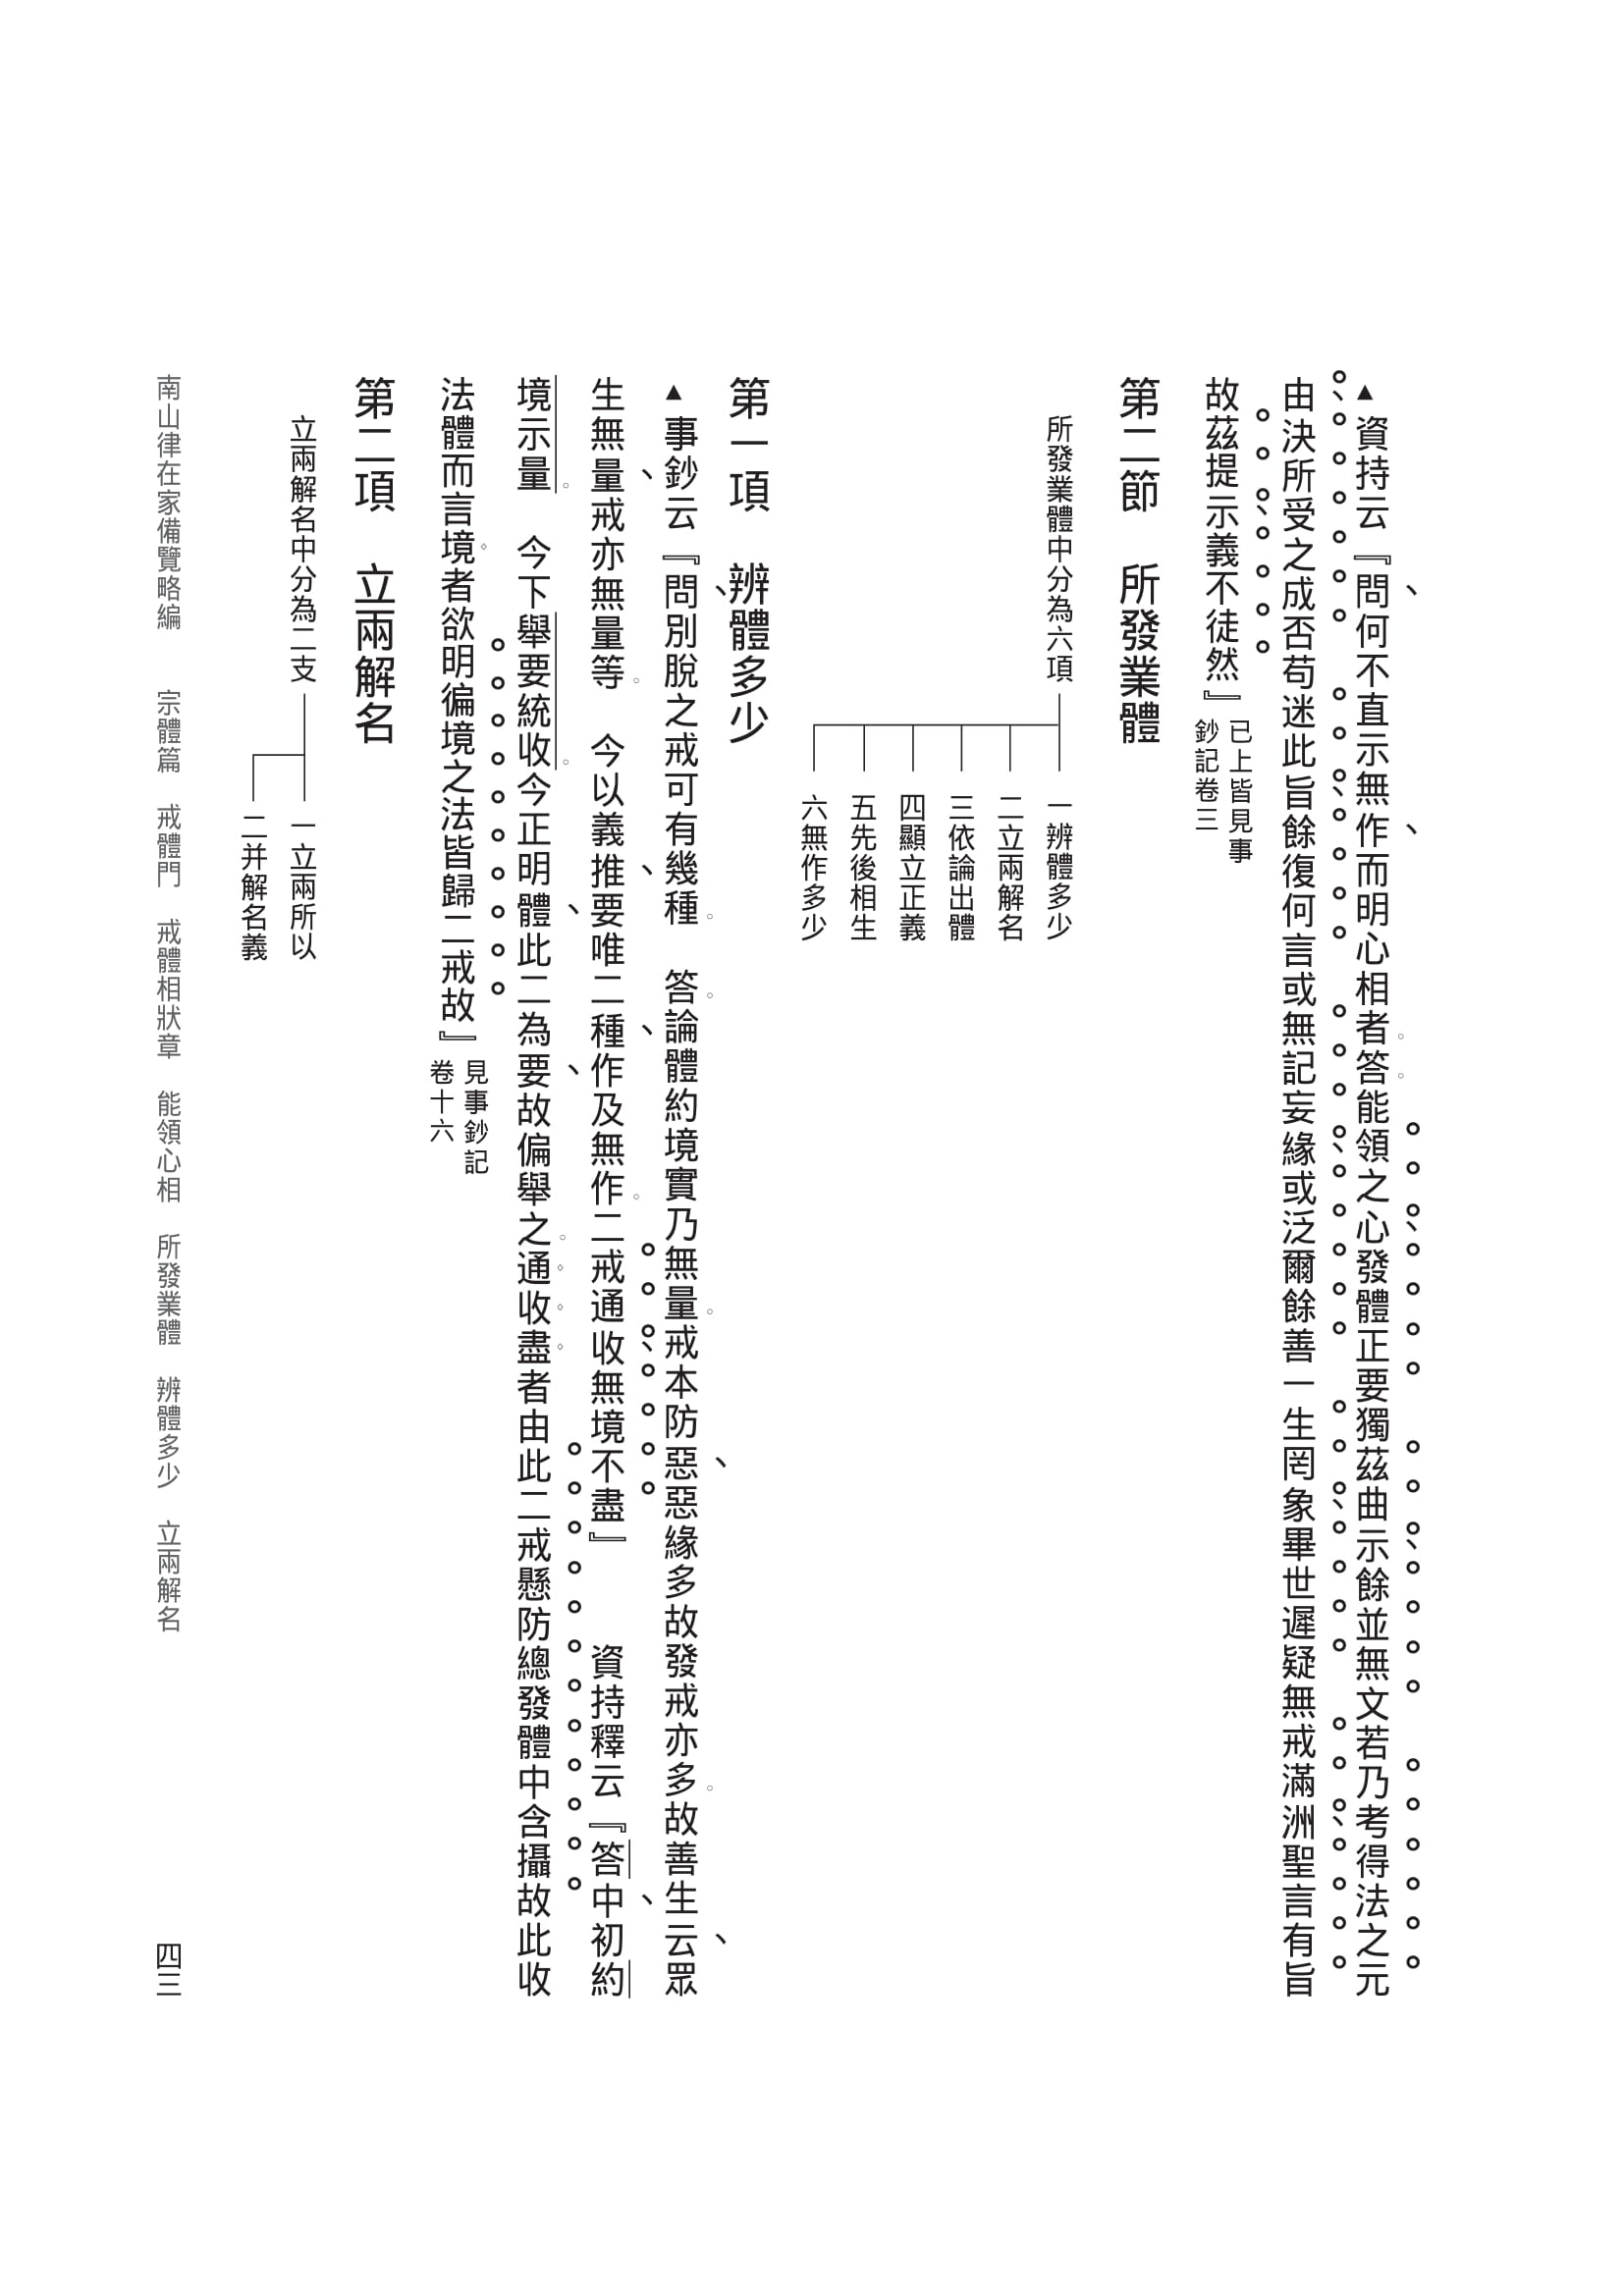 ▲資持云『問何不直示無作而明心相者答能領之心發體正要獨茲曲示餘並無文若乃考得法之元
由決所受之成否苟迷此旨餘復何言或無記妄緣或泛爾餘善一生罔象畢世遲疑無戒滿洲聖言有旨
故茲提示義不徒然』已上皆見事鈔記卷三
第二節　所發業體
所發業體中分為六項
一辨體多少
二立兩解名
三依論出體
四顯立正義
五先後相生
六無作多少
第一項　辨體多少
▲事鈔云『問別脫之戒可有幾種　答論體約境實乃無量戒本防惡惡緣多故發戒亦多故善生云眾
生無量戒亦無量等　今以義推要唯二種作及無作二戒通收無境不盡』　　資持釋云『答中初約
境示量　今下舉要統收今正明體此二為要故偏舉之通收盡者由此二戒懸防總發體中含攝故此收
法體而言境者欲明徧境之法皆歸二戒故』見事鈔記卷十六
第二項　立兩解名
立兩解名中分為二支
一立兩所以
二并解名義
南山律在家備覽略編　　宗體篇　戒體門　戒體相狀章　能領心相　所發業體　辨體多少　立兩解名
四三